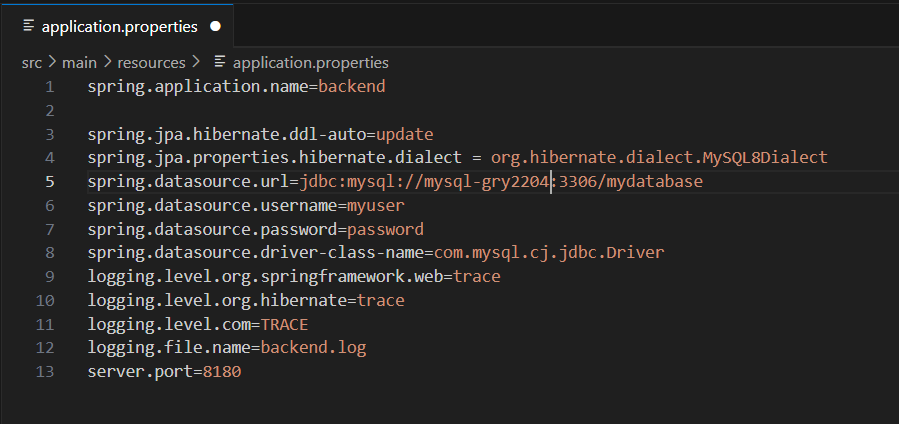 application.properties
src > main > resources > application.properties
1 spring.application.name=backend
2
3 spring.jpa.hibernate.ddl-auto=update
4 spring.jpa.properties.hibernate.dialect = org.hibernate.dialect.MySQL8Dialect
5 spring.datasource.url=jdbc:mysql://mysql-gry2204:3306/mydatabase
6 spring.datasource.username=myuser
7 spring.datasource.password=password
8 spring.datasource.driver-class-name=com.mysql.cj.jdbc.Driver
9 logging.level.org.springframework.web=trace
10 logging.level.org.hibernate=trace
11 logging.level.com=TRACE
12 logging.file.name=backend.log
13 server.port=8180